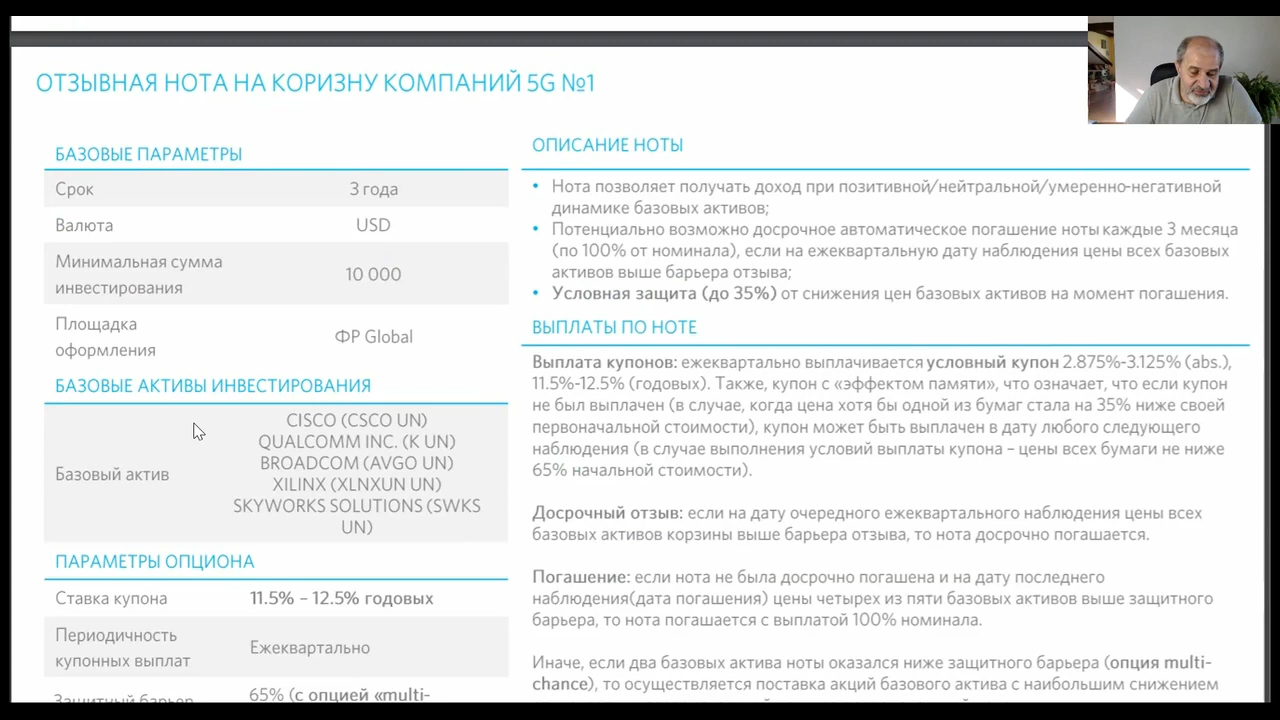 ОТЗЫВНАЯ НОТА НА КОРИЗНУ КОМПАНИЙ 5G №1
БАЗОВЫЕ ПАРАМЕТРЫ
Срок 3 года
Валюта USD
Минимальная сумма
инвестирования
10 000
Площадка
оформления
ФР Global
БАЗОВЫЕ АКТИВЫ ИНВЕСТИРОВАНИЯ
Базовый актив
CISCO (CSCO UN)
QUALCOMM INC. (K UN)
BROADCOM (AVGO UN)
XILINX (XLNXUN UN)
SKYWORKS SOLUTIONS (SWKS
UN)
ПАРАМЕТРЫ ОПЦИОНА
Ставка купона 11.5% – 12.5% годовых
Периодичность
купонных выплат
Ежеквартально
Защитный барьер 65% (с опцией «multi-
ОПИСАНИЕ НОТЫ
• Нота позволяет получать доход при позитивной/нейтральной/умеренно-негативной
динамике базовых активов;
• Потенциально возможно досрочное автоматическое погашение ноты каждые 3 месяца
(по 100% от номинала), если на ежеквартальную дату наблюдения цены всех базовых
активов выше барьера отзыва;
• Условная защита (до 35%) от снижения цен базовых активов на момент погашения.
ВЫПЛАТЫ ПО НОТЕ
Выплата купонов: ежеквартально выплачивается условный купон 2.875%-3.125% (abs.),
11.5%-12.5% (годовых). Также, купон с «эффектом памяти», что означает, что если купон
не был выплачен (в случае, когда цена хотя бы одной из бумаг стала на 35% ниже своей
первоначальной стоимости), купон может быть выплачен в дату любого следующего
наблюдения (в случае выполнения условий выплаты купона – цены всех бумаги не ниже
65% начальной стоимости).
Досрочный отзыв: если на дату очередного ежеквартального наблюдения цены всех
базовых активов корзины выше барьера отзыва, то нота досрочно погашается.
Погашение: если нота не была досрочно погашена и на дату последнего
наблюдения(дата погашения) цены четырех из пяти базовых активов выше защитного
барьера, то нота погашается с выплатой 100% номинала.
Иначе, если два базовых актива ноты оказался ниже защитного барьера (опция multi-
chance), то осуществляется поставка акций базового актива с наибольшим снижением